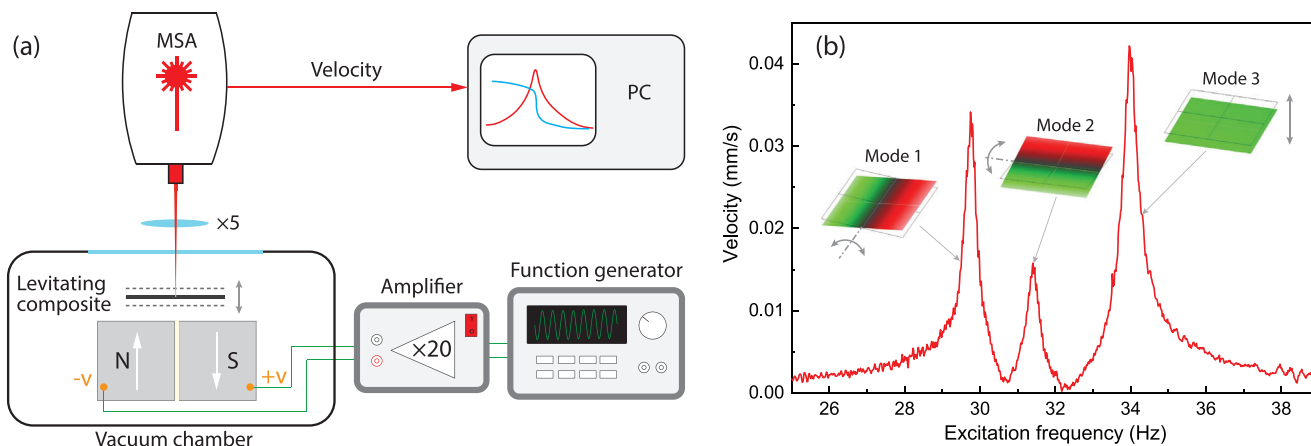 (a)
MSA
Velocity
PC
×5
Levitating
composite
N
S
-v
+v
Vacuum chamber
Amplifier
×20
Function generator
(b)
Velocity (mm/s)
0.04
0.03
0.02
0.01
0.00
Mode 1
Mode 2
Mode 3
26 28 30 32 34 36 38
Excitation frequency (Hz)